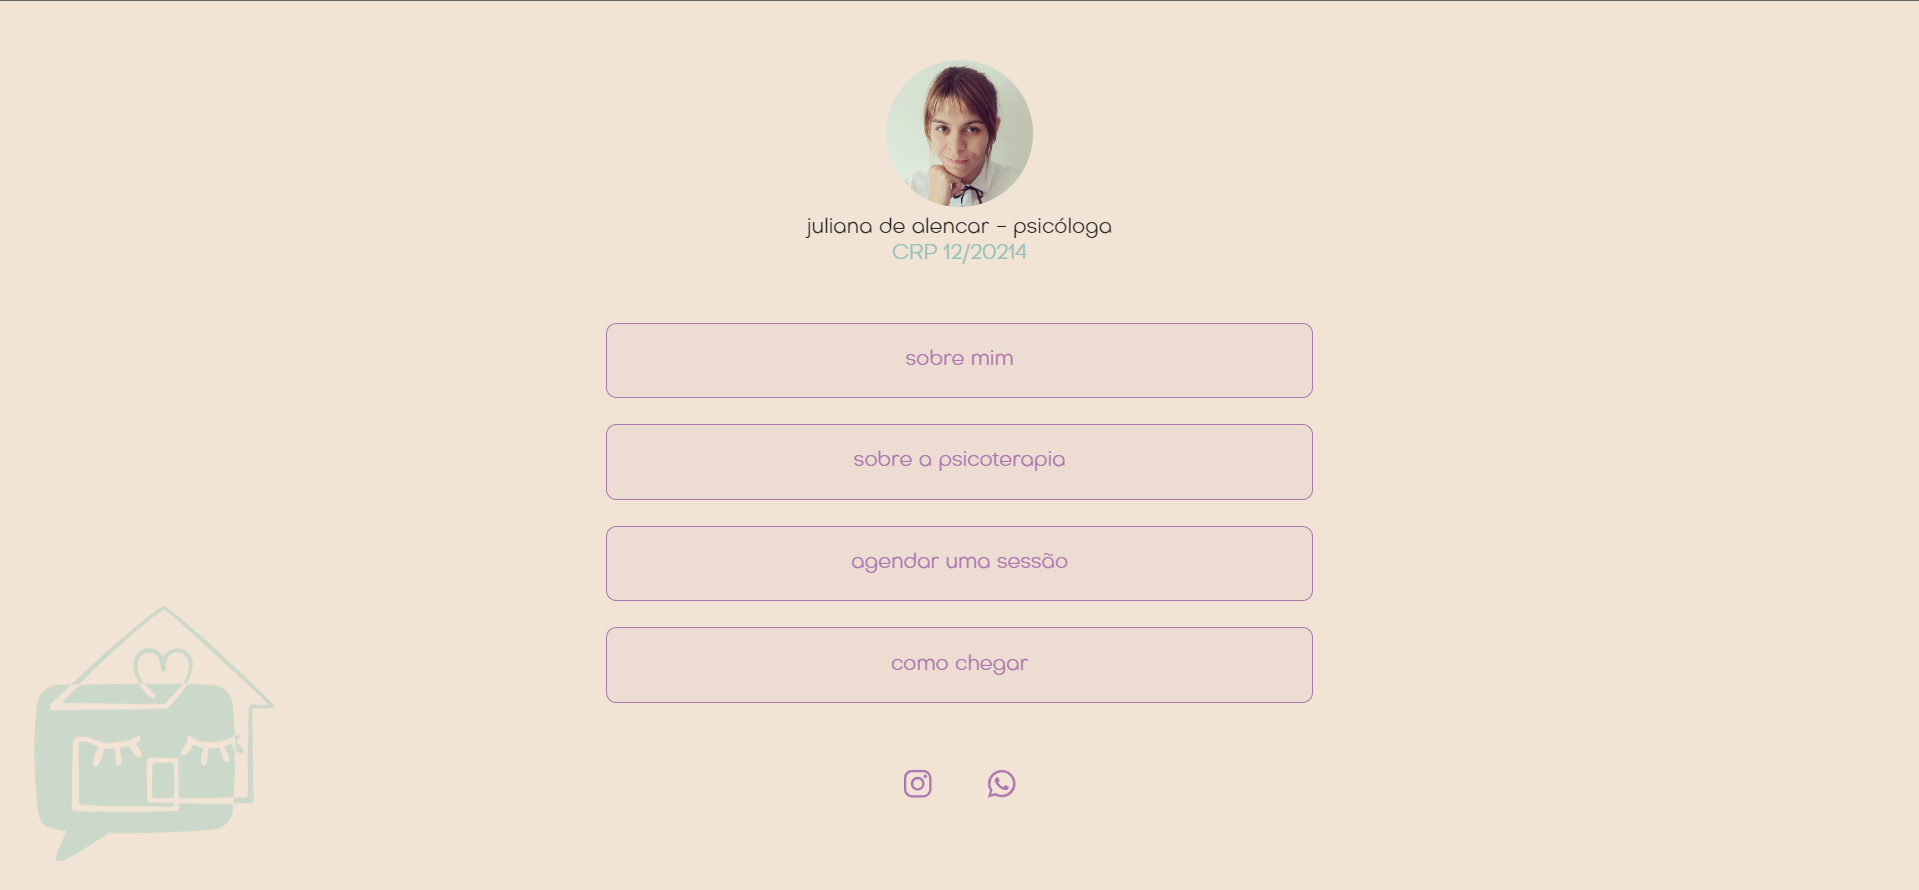 juliana de alencar - psicóloga
CRP 12/20214
sobre mim
sobre a psicoterapia
agendar uma sessão
como chegar